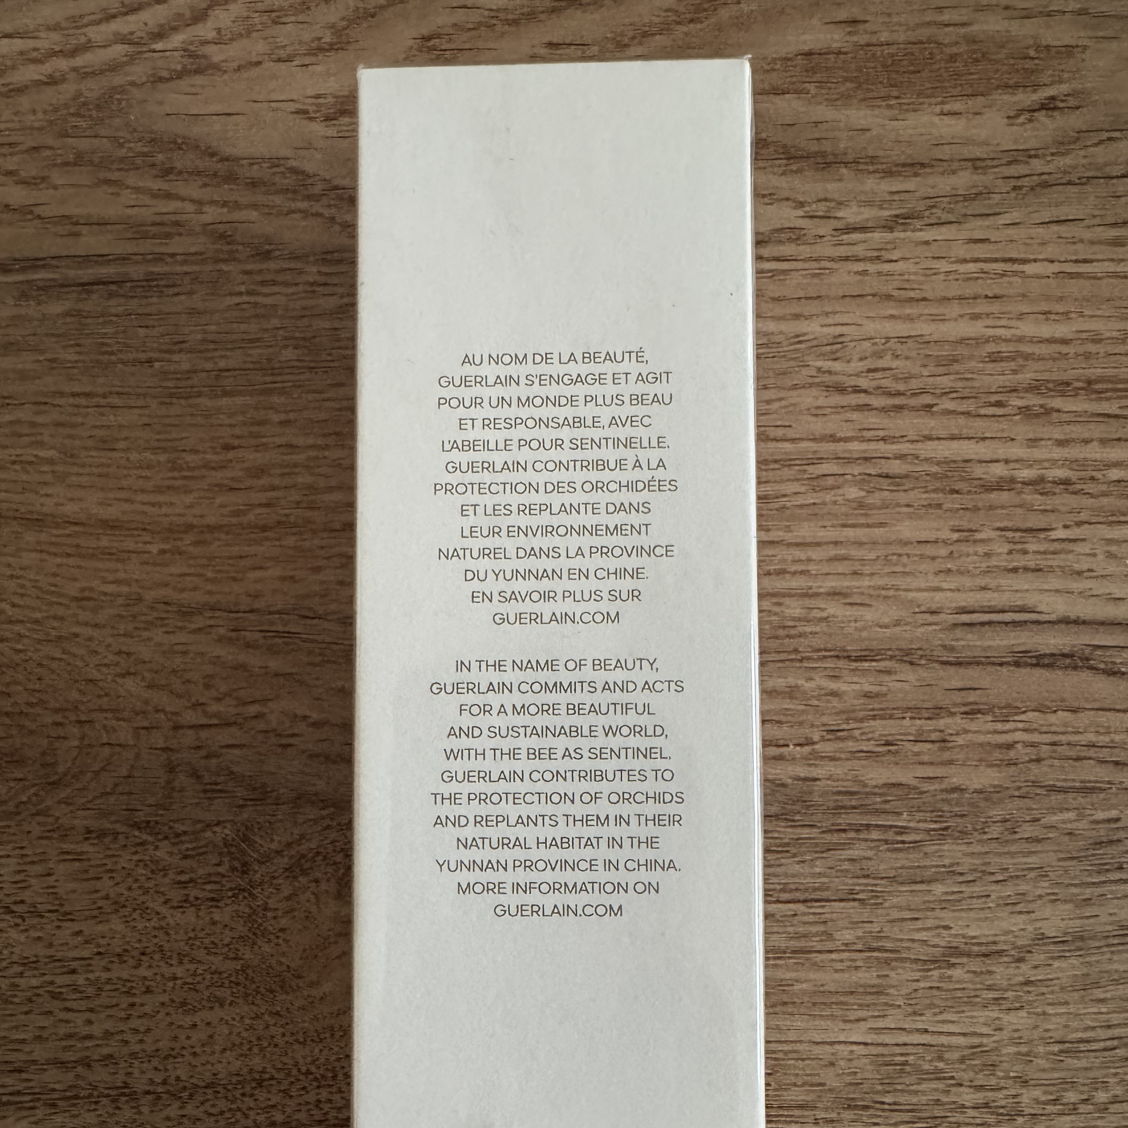 AU NOM DE LA BEAUTÉ,
GUERLAIN S'ENGAGE ET AGIT
POUR UN MONDE PLUS BEAU
ET RESPONSABLE, AVEC
L'ABEILLE POUR SENTINELLE.
GUERLAIN CONTRIBUE À LA
PROTECTION DES ORCHIDÉES
ET LES REPLANTE DANS
LEUR ENVIRONNEMENT
NATUREL DANS LA PROVINCE
DU YUNNAN EN CHINE.
EN SAVOIR PLUS SUR
GUERLAIN.COM
IN THE NAME OF BEAUTY,
GUERLAIN COMMITS AND ACTS
FOR A MORE BEAUTIFUL
AND SUSTAINABLE WORLD,
WITH THE BEE AS SENTINEL.
GUERLAIN CONTRIBUTES TO
THE PROTECTION OF ORCHIDS
AND REPLANTS THEM IN THEIR
NATURAL HABITAT IN THE
YUNNAN PROVINCE IN CHINA.
MORE INFORMATION ON
GUERLAIN.COM